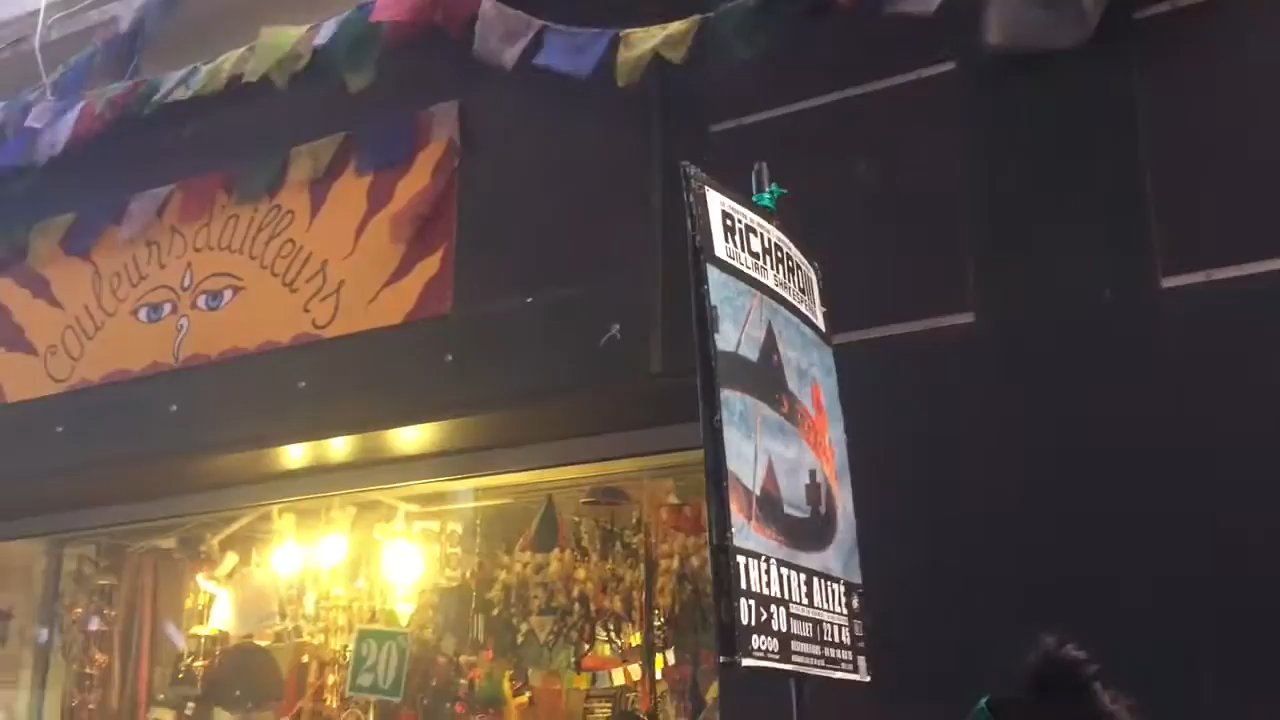 couleurs d'ailleurs
RiCHARD III
WILLIAM SHAKESPEARE
THÉÂTRE ALiZÉ
07 > 30
JUILLET | 22 H 45
20